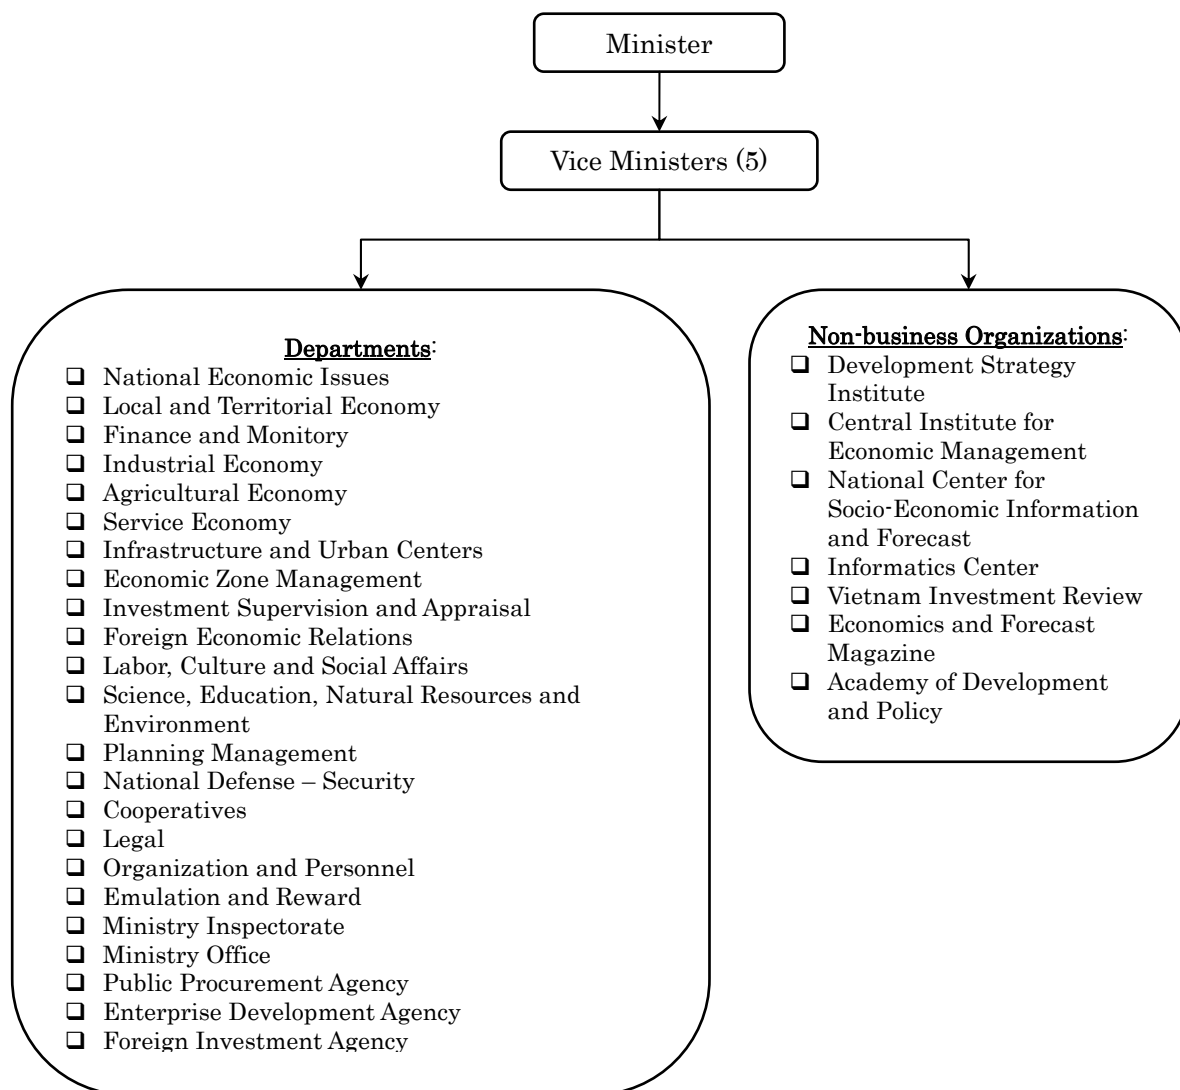 Minister
Vice Ministers (5)
Departments:
❑ National Economic Issues
❑ Local and Territorial Economy
❑ Finance and Monitory
❑ Industrial Economy
❑ Agricultural Economy
❑ Service Economy
❑ Infrastructure and Urban Centers
❑ Economic Zone Management
❑ Investment Supervision and Appraisal
❑ Foreign Economic Relations
❑ Labor, Culture and Social Affairs
❑ Science, Education, Natural Resources and
Environment
❑ Planning Management
❑ National Defense – Security
❑ Cooperatives
❑ Legal
❑ Organization and Personnel
❑ Emulation and Reward
❑ Ministry Inspectorate
❑ Ministry Office
❑ Public Procurement Agency
❑ Enterprise Development Agency
❑ Foreign Investment Agency
Non-business Organizations:
❑ Development Strategy
Institute
❑ Central Institute for
Economic Management
❑ National Center for
Socio-Economic Information
and Forecast
❑ Informatics Center
❑ Vietnam Investment Review
❑ Economics and Forecast
Magazine
❑ Academy of Development
and Policy